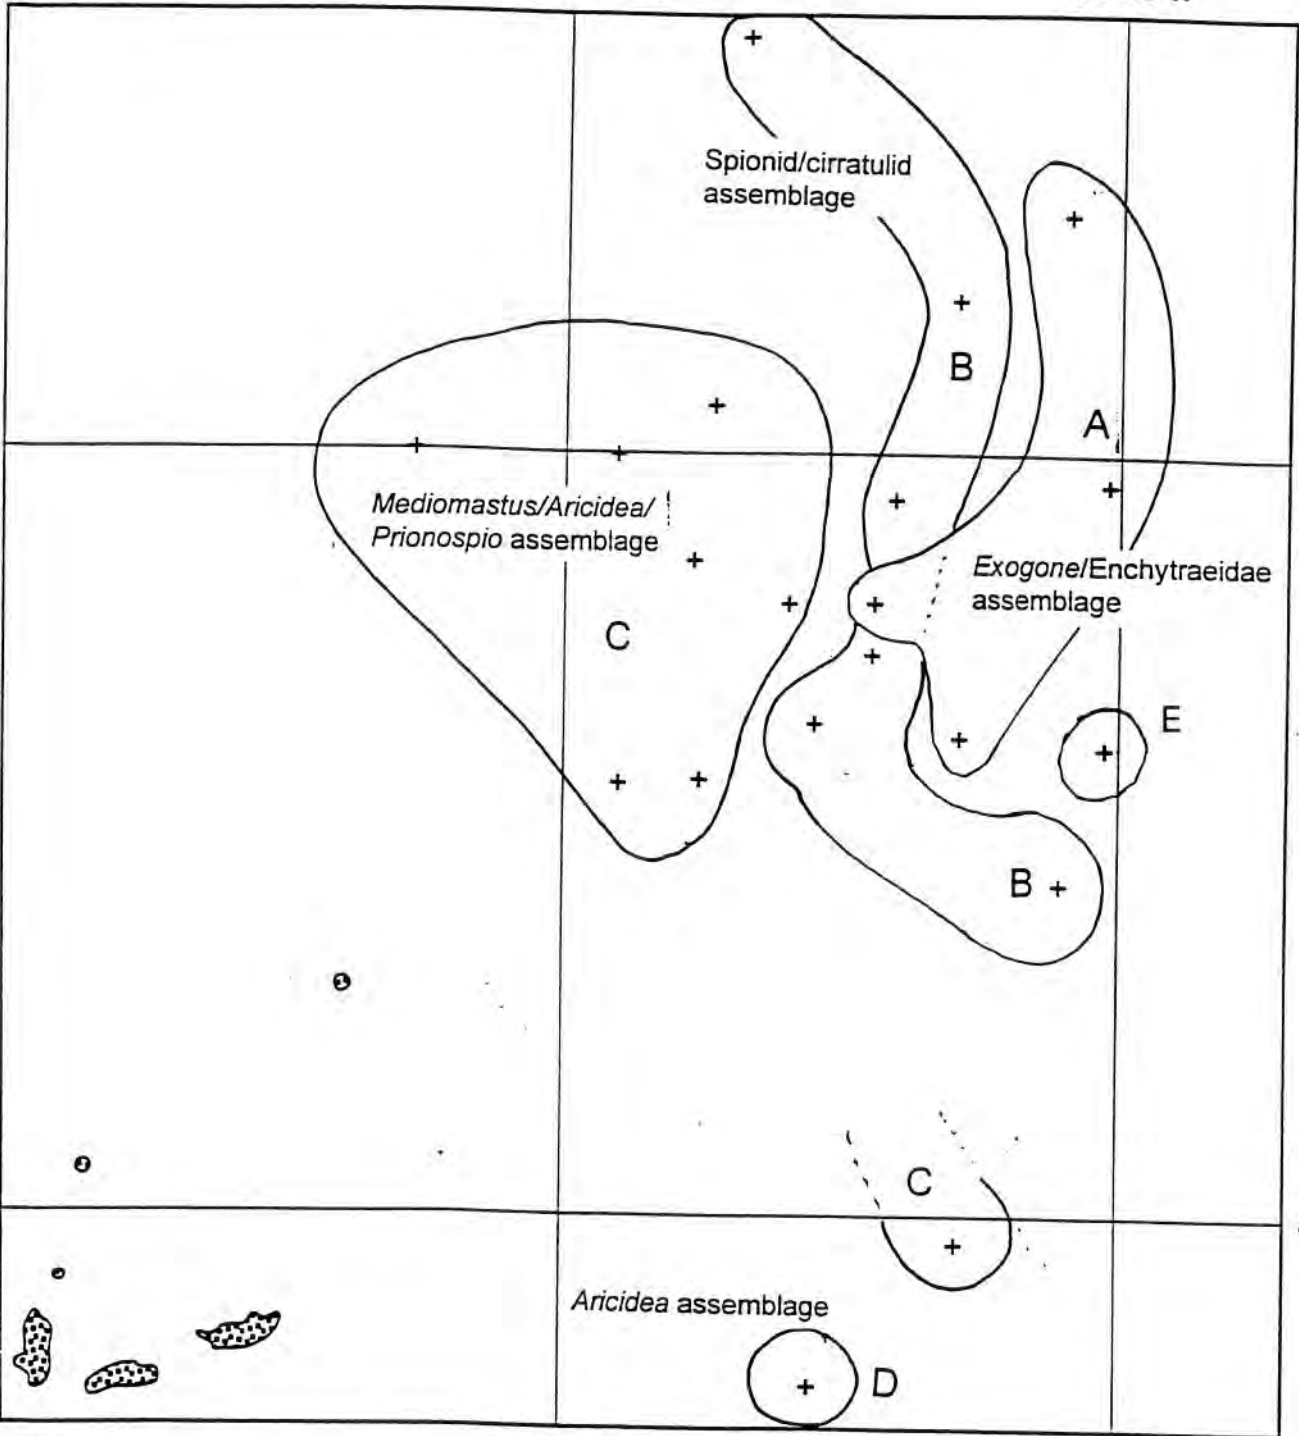 Spionid/cirratulid
assemblage
B
A
Mediomastus/Aricidea/
Prionospio assemblage
Exogone/Enchytraeidae
assemblage
C
E
B
C
Aricidea assemblage
D